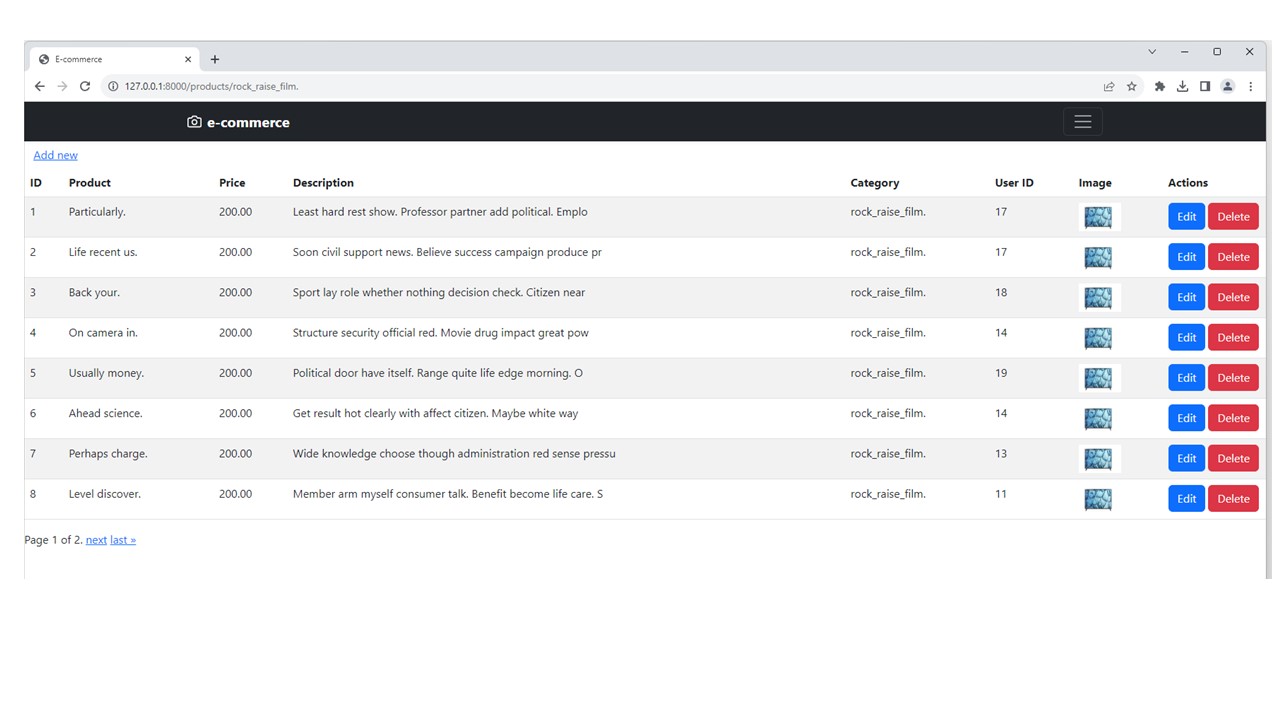 E-commerce
127.0.0.1:8000/products/rock_raise_film.
e-commerce
Add new
ID Product Price Description Category User ID Image Actions
1 Particularly. 200.00 Least hard rest show. Professor partner add political. Emplo rock_raise_film. 17 Edit Delete
2 Life recent us. 200.00 Soon civil support news. Believe success campaign produce pr rock_raise_film. 17 Edit Delete
3 Back your. 200.00 Sport lay role whether nothing decision check. Citizen near rock_raise_film. 18 Edit Delete
4 On camera in. 200.00 Structure security official red. Movie drug impact great pow rock_raise_film. 14 Edit Delete
5 Usually money. 200.00 Political door have itself. Range quite life edge morning. O rock_raise_film. 19 Edit Delete
6 Ahead science. 200.00 Get result hot clearly with affect citizen. Maybe white way rock_raise_film. 14 Edit Delete
7 Perhaps charge. 200.00 Wide knowledge choose though administration red sense pressu rock_raise_film. 13 Edit Delete
8 Level discover. 200.00 Member arm myself consumer talk. Benefit become life care. S rock_raise_film. 11 Edit Delete
Page 1 of 2. next last »